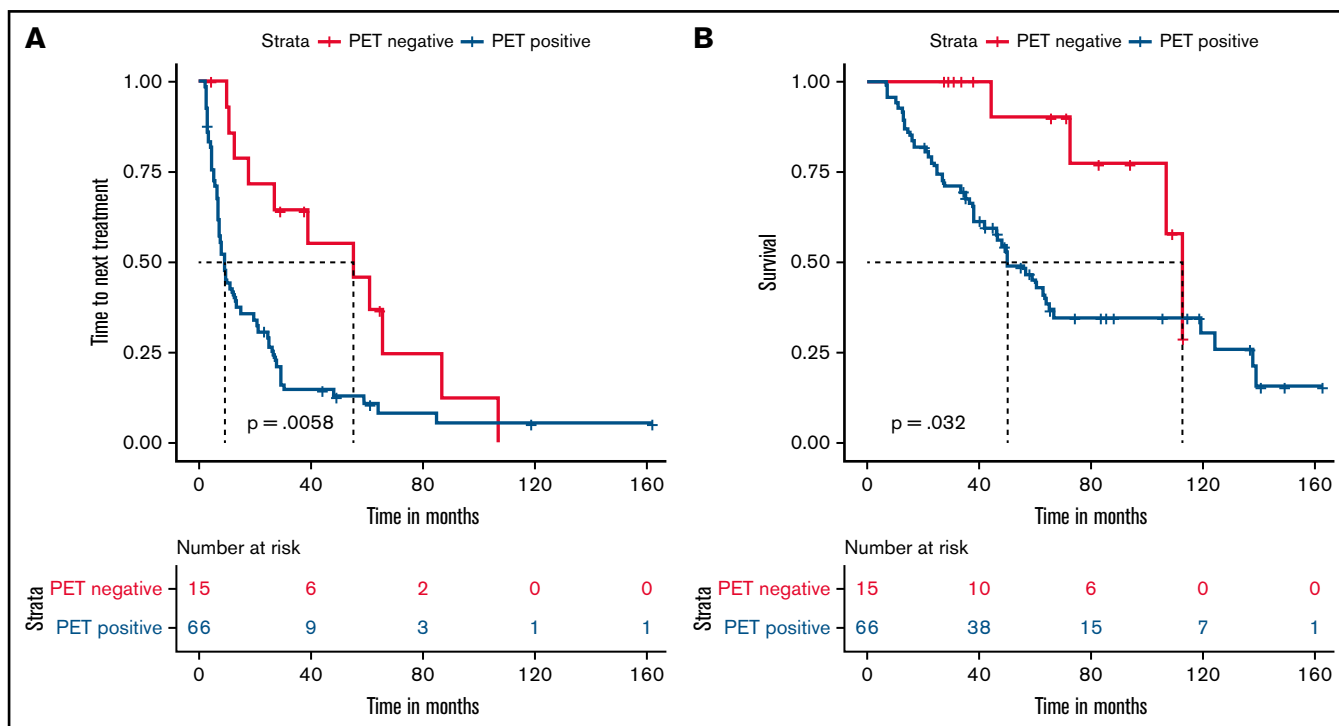 A
Strata PET negative PET positive
Time to next treatment
1.00
0.75
0.50
0.25
0.00
p = .0058
0 40 80 120 160
Time in months
Number at risk
Strata
PET negative 15 6 2 0 0
PET positive 66 9 3 1 1
0 40 80 120 160
Time in months
B
Strata PET negative PET positive
Survival
1.00
0.75
0.50
0.25
0.00
p = .032
0 40 80 120 160
Time in months
Number at risk
Strata
PET negative 15 10 6 0 0
PET positive 66 38 15 7 1
0 40 80 120 160
Time in months